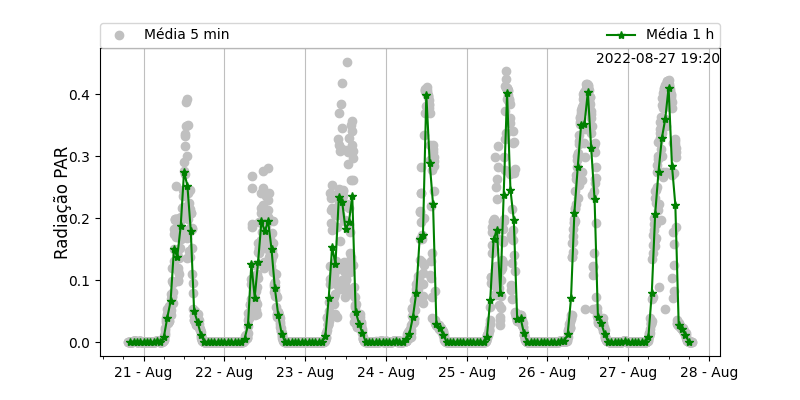 Média 5 min
Média 1 h
2022-08-27 19:20
Radiação PAR
0.4
0.3
0.2
0.1
0.0
21 - Aug
22 - Aug
23 - Aug
24 - Aug
25 - Aug
26 - Aug
27 - Aug
28 - Aug